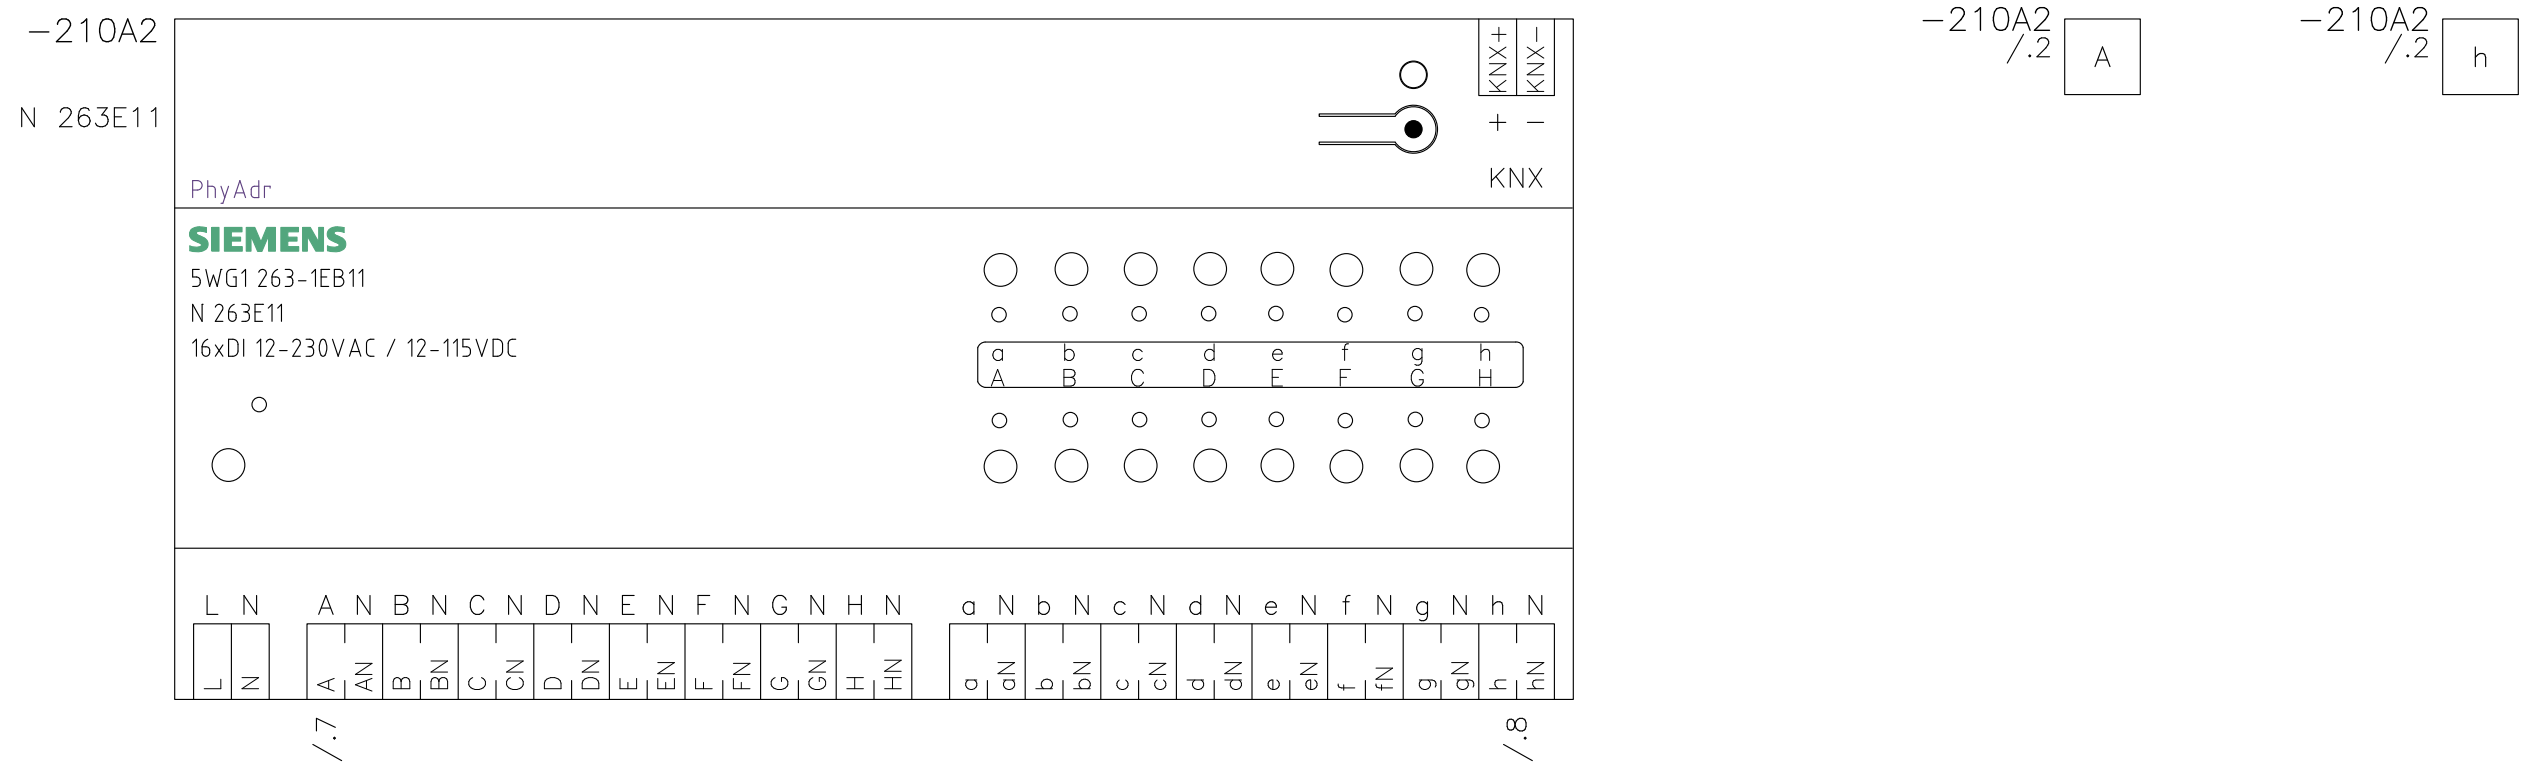 -210A2
N 263E11
KNX+ KNX-
+ -
KNX
PhyAdr
SIEMENS
5WG1 263-1EB11
N 263E11
16xDI 12-230VAC / 12-115VDC
a b c d e f g h
A B C D E F G H
L N A N B N C N D N E N F N G N H N a N b N c N d N e N f N g N h N
L N A AN B BN C CN D DN E EN F FN G GN H HN a aN b bN c cN d dN e eN f fN g gN h hN
/.7 /.8
-210A2
/.2
A
-210A2
/.2
h